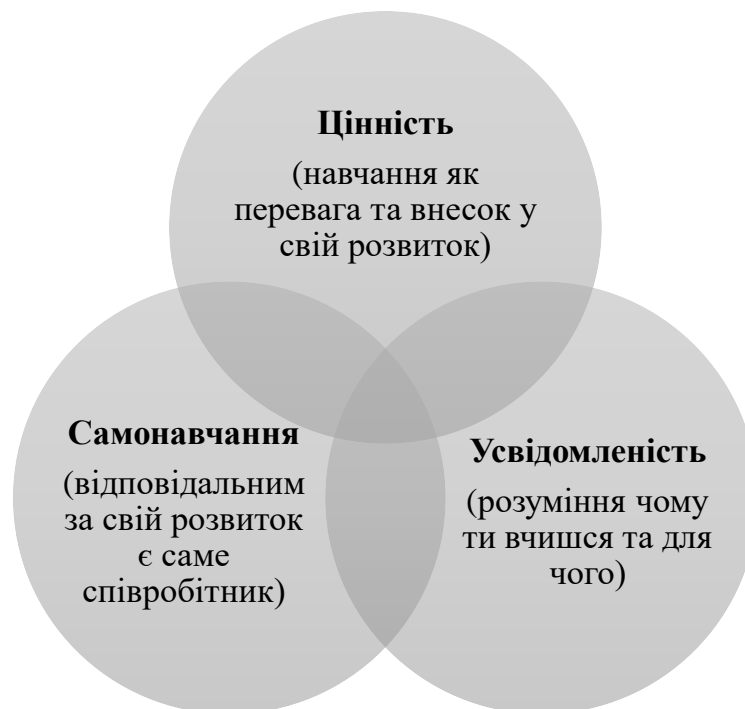 Цінність
(навчання як
перевага та внесок у
свій розвиток)
Самонавчання
(відповідальним
за свій розвиток
є саме
співробітник)
Усвідомленість
(розуміння чому
ти вчишся та для
чого)